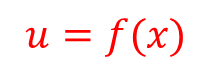 u = f(x)